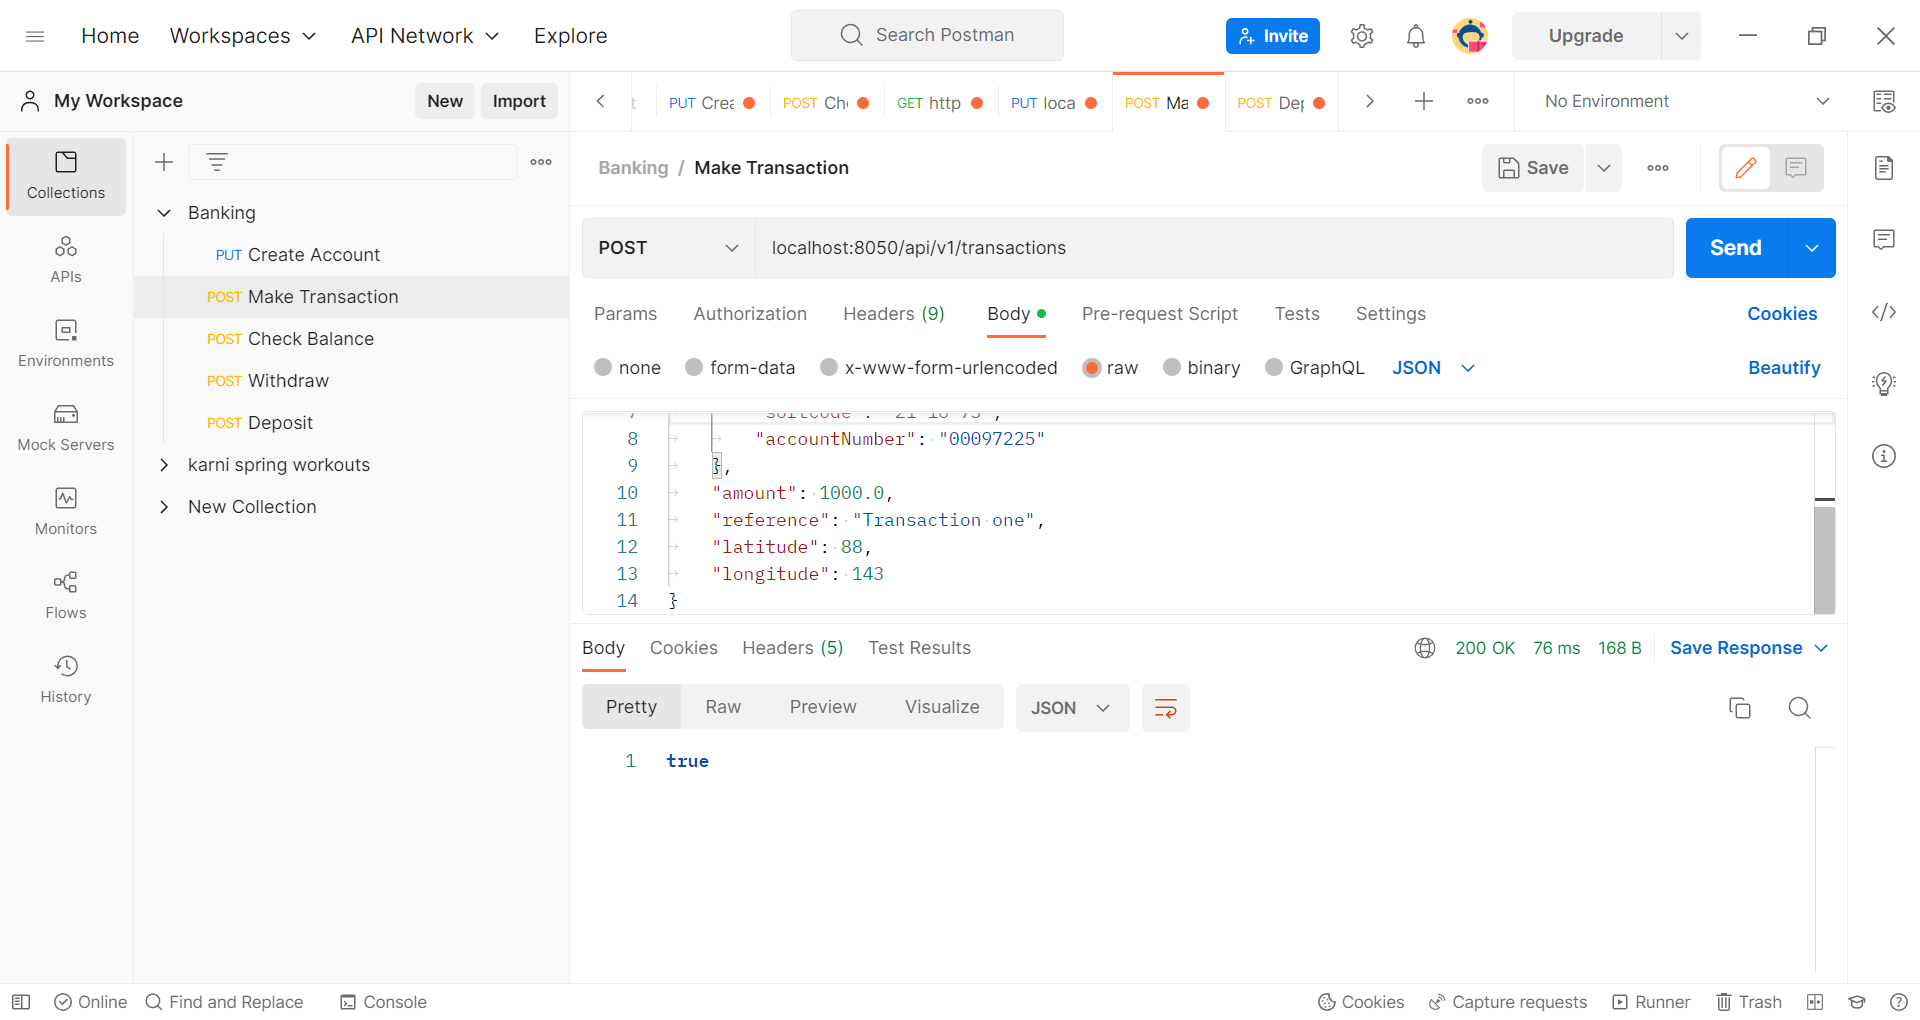 Home Workspaces API Network Explore Search Postman Invite Upgrade
My Workspace New Import
PUT Crea POST Ch GET http PUT loca POST Ma POST Dep No Environment
Collections
APIs
Environments
Mock Servers
Monitors
Flows
History
Banking
PUT Create Account
POST Make Transaction
POST Check Balance
POST Withdraw
POST Deposit
karni spring workouts
New Collection
Banking / Make Transaction Save
POST localhost:8050/api/v1/transactions Send
Params Authorization Headers (9) Body Pre-request Script Tests Settings Cookies
none form-data x-www-form-urlencoded raw binary GraphQL JSON Beautify
8 "accountNumber": "00097225"
9 },
10 "amount": 1000.0,
11 "reference": "Transaction one",
12 "latitude": 88,
13 "longitude": 143
14 }
Body Cookies Headers (5) Test Results 200 OK 76 ms 168 B Save Response
Pretty Raw Preview Visualize JSON
1 true
Online Find and Replace Console Cookies Capture requests Runner Trash